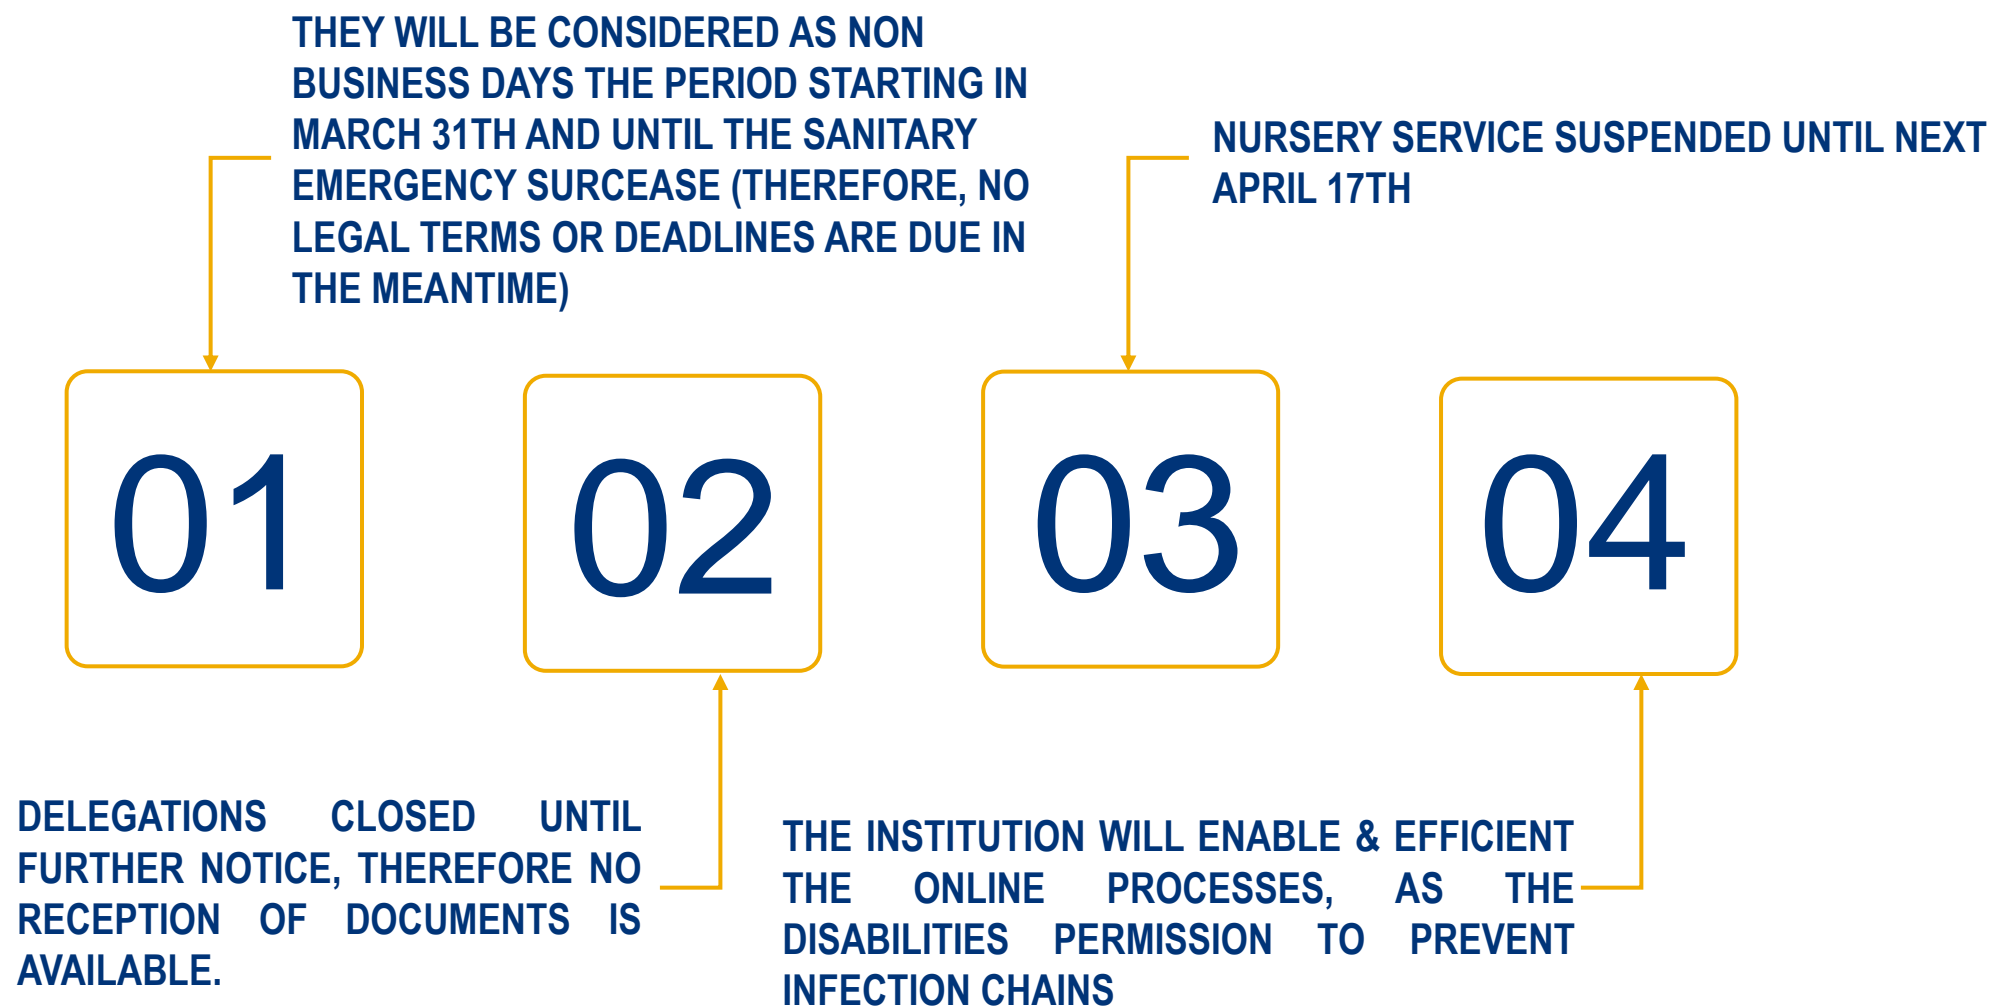 THEY WILL BE CONSIDERED AS NON
BUSINESS DAYS THE PERIOD STARTING IN
MARCH 31TH AND UNTIL THE SANITARY
EMERGENCY SURCEASE (THEREFORE, NO
LEGAL TERMS OR DEADLINES ARE DUE IN
THE MEANTIME)
NURSERY SERVICE SUSPENDED UNTIL NEXT
APRIL 17TH
01
02
03
04
DELEGATIONS CLOSED UNTIL
FURTHER NOTICE, THEREFORE NO
RECEPTION OF DOCUMENTS IS
AVAILABLE.
THE INSTITUTION WILL ENABLE & EFFICIENT
THE ONLINE PROCESSES, AS THE
DISABILITIES PERMISSION TO PREVENT
INFECTION CHAINS